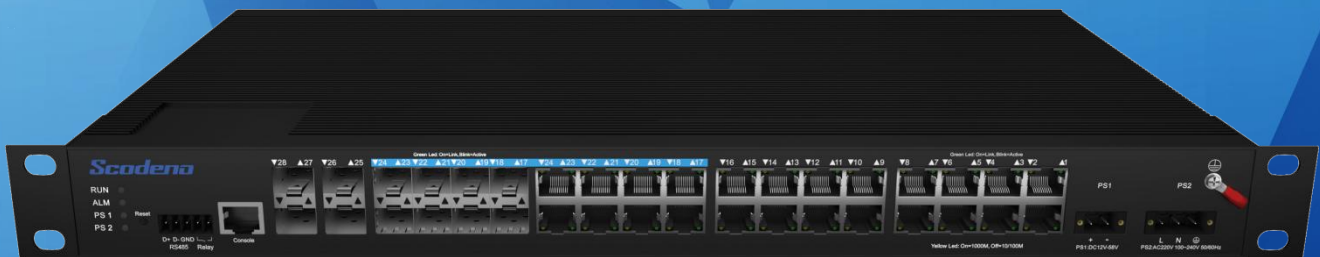 Scodena
RUN
ALM
PS 1
PS 2
Reset
D+ D- GND
RS485 Relay
Console
▼28 ▲27 ▼26 ▲25
Green Led: On=Link,Blink=Active
▼24 ▲23 ▼22 ▲21 ▼20 ▲19 ▼18 ▲17
▼24 ▲23 ▼22 ▲21 ▼20 ▲19 ▼18 ▲17
▼16 ▲15 ▼14 ▲13 ▼12 ▲11 ▼10 ▲9
Green Led: On=Link,Blink=Active
▼8 ▲7 ▼6 ▲5 ▼4 ▲3 ▼2 ▲1
Yellow Led: On=1000M, Off=10/100M
PS1
+ -
PS1:DC12V-58V
PS2
L N
PS2:AC220V 100~240V 50/60Hz